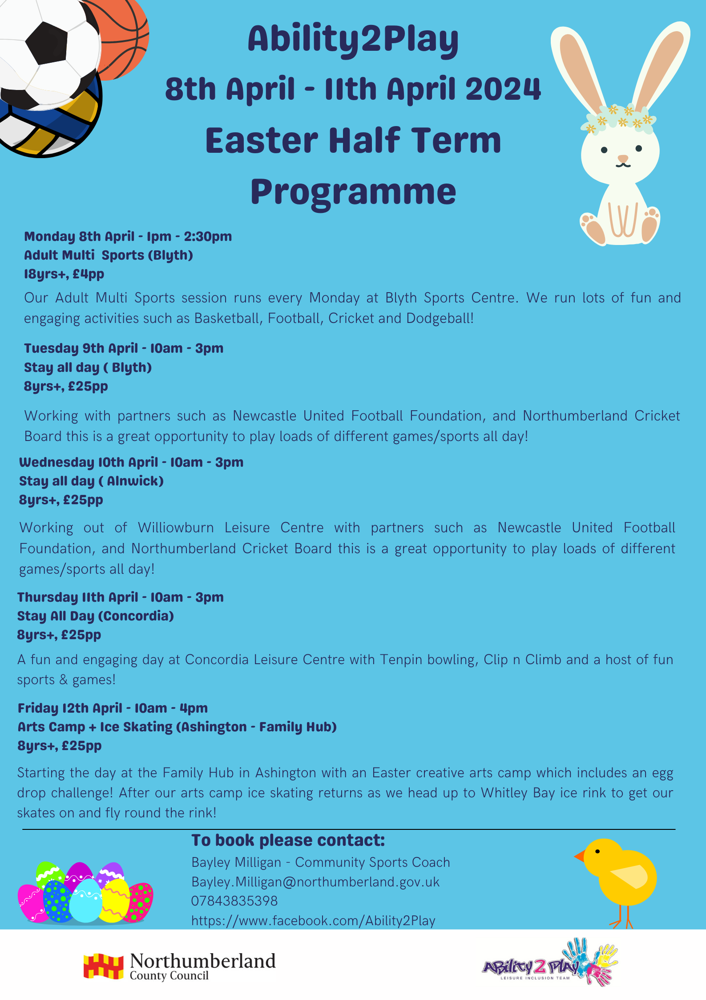 Ability2Play
8th April - 11th April 2024
Easter Half Term
Programme
Monday 8th April - 1pm - 2:30pm
Adult Multi Sports (Blyth)
18yrs+, £4pp
Our Adult Multi Sports session runs every Monday at Blyth Sports Centre. We run lots of fun and
engaging activities such as Basketball, Football, Cricket and Dodgeball!
Tuesday 9th April - 10am - 3pm
Stay all day ( Blyth)
8yrs+, £25pp
Working with partners such as Newcastle United Football Foundation, and Northumberland Cricket
Board this is a great opportunity to play loads of different games/sports all day!
Wednesday 10th April - 10am - 3pm
Stay all day ( Alnwick)
8yrs+, £25pp
Working out of Williowburn Leisure Centre with partners such as Newcastle United Football
Foundation, and Northumberland Cricket Board this is a great opportunity to play loads of different
games/sports all day!
Thursday 11th April - 10am - 3pm
Stay All Day (Concordia)
8yrs+, £25pp
A fun and engaging day at Concordia Leisure Centre with Tenpin bowling, Clip n Climb and a host of fun
sports & games!
Friday 12th April - 10am - 4pm
Arts Camp + Ice Skating (Ashington - Family Hub)
8yrs+, £25pp
Starting the day at the Family Hub in Ashington with an Easter creative arts camp which includes an egg
drop challenge! After our arts camp ice skating returns as we head up to Whitley Bay ice rink to get our
skates on and fly round the rink!
To book please contact:
Bayley Milligan - Community Sports Coach
Bayley.Milligan@northumberland.gov.uk
07843835398
https://www.facebook.com/Ability2Play
Northumberland
County Council
ABility 2 PLAy
LEISURE INCLUSION TEAM